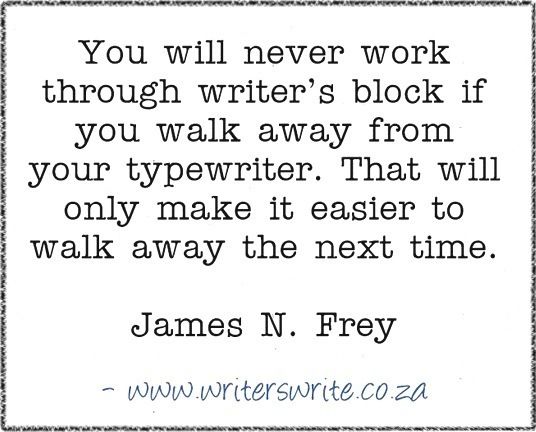 You will never work
through writer’s block if
you walk away from
your typewriter. That will
only make it easier to
walk away the next time.
James N. Frey
- www.writerswrite.co.za